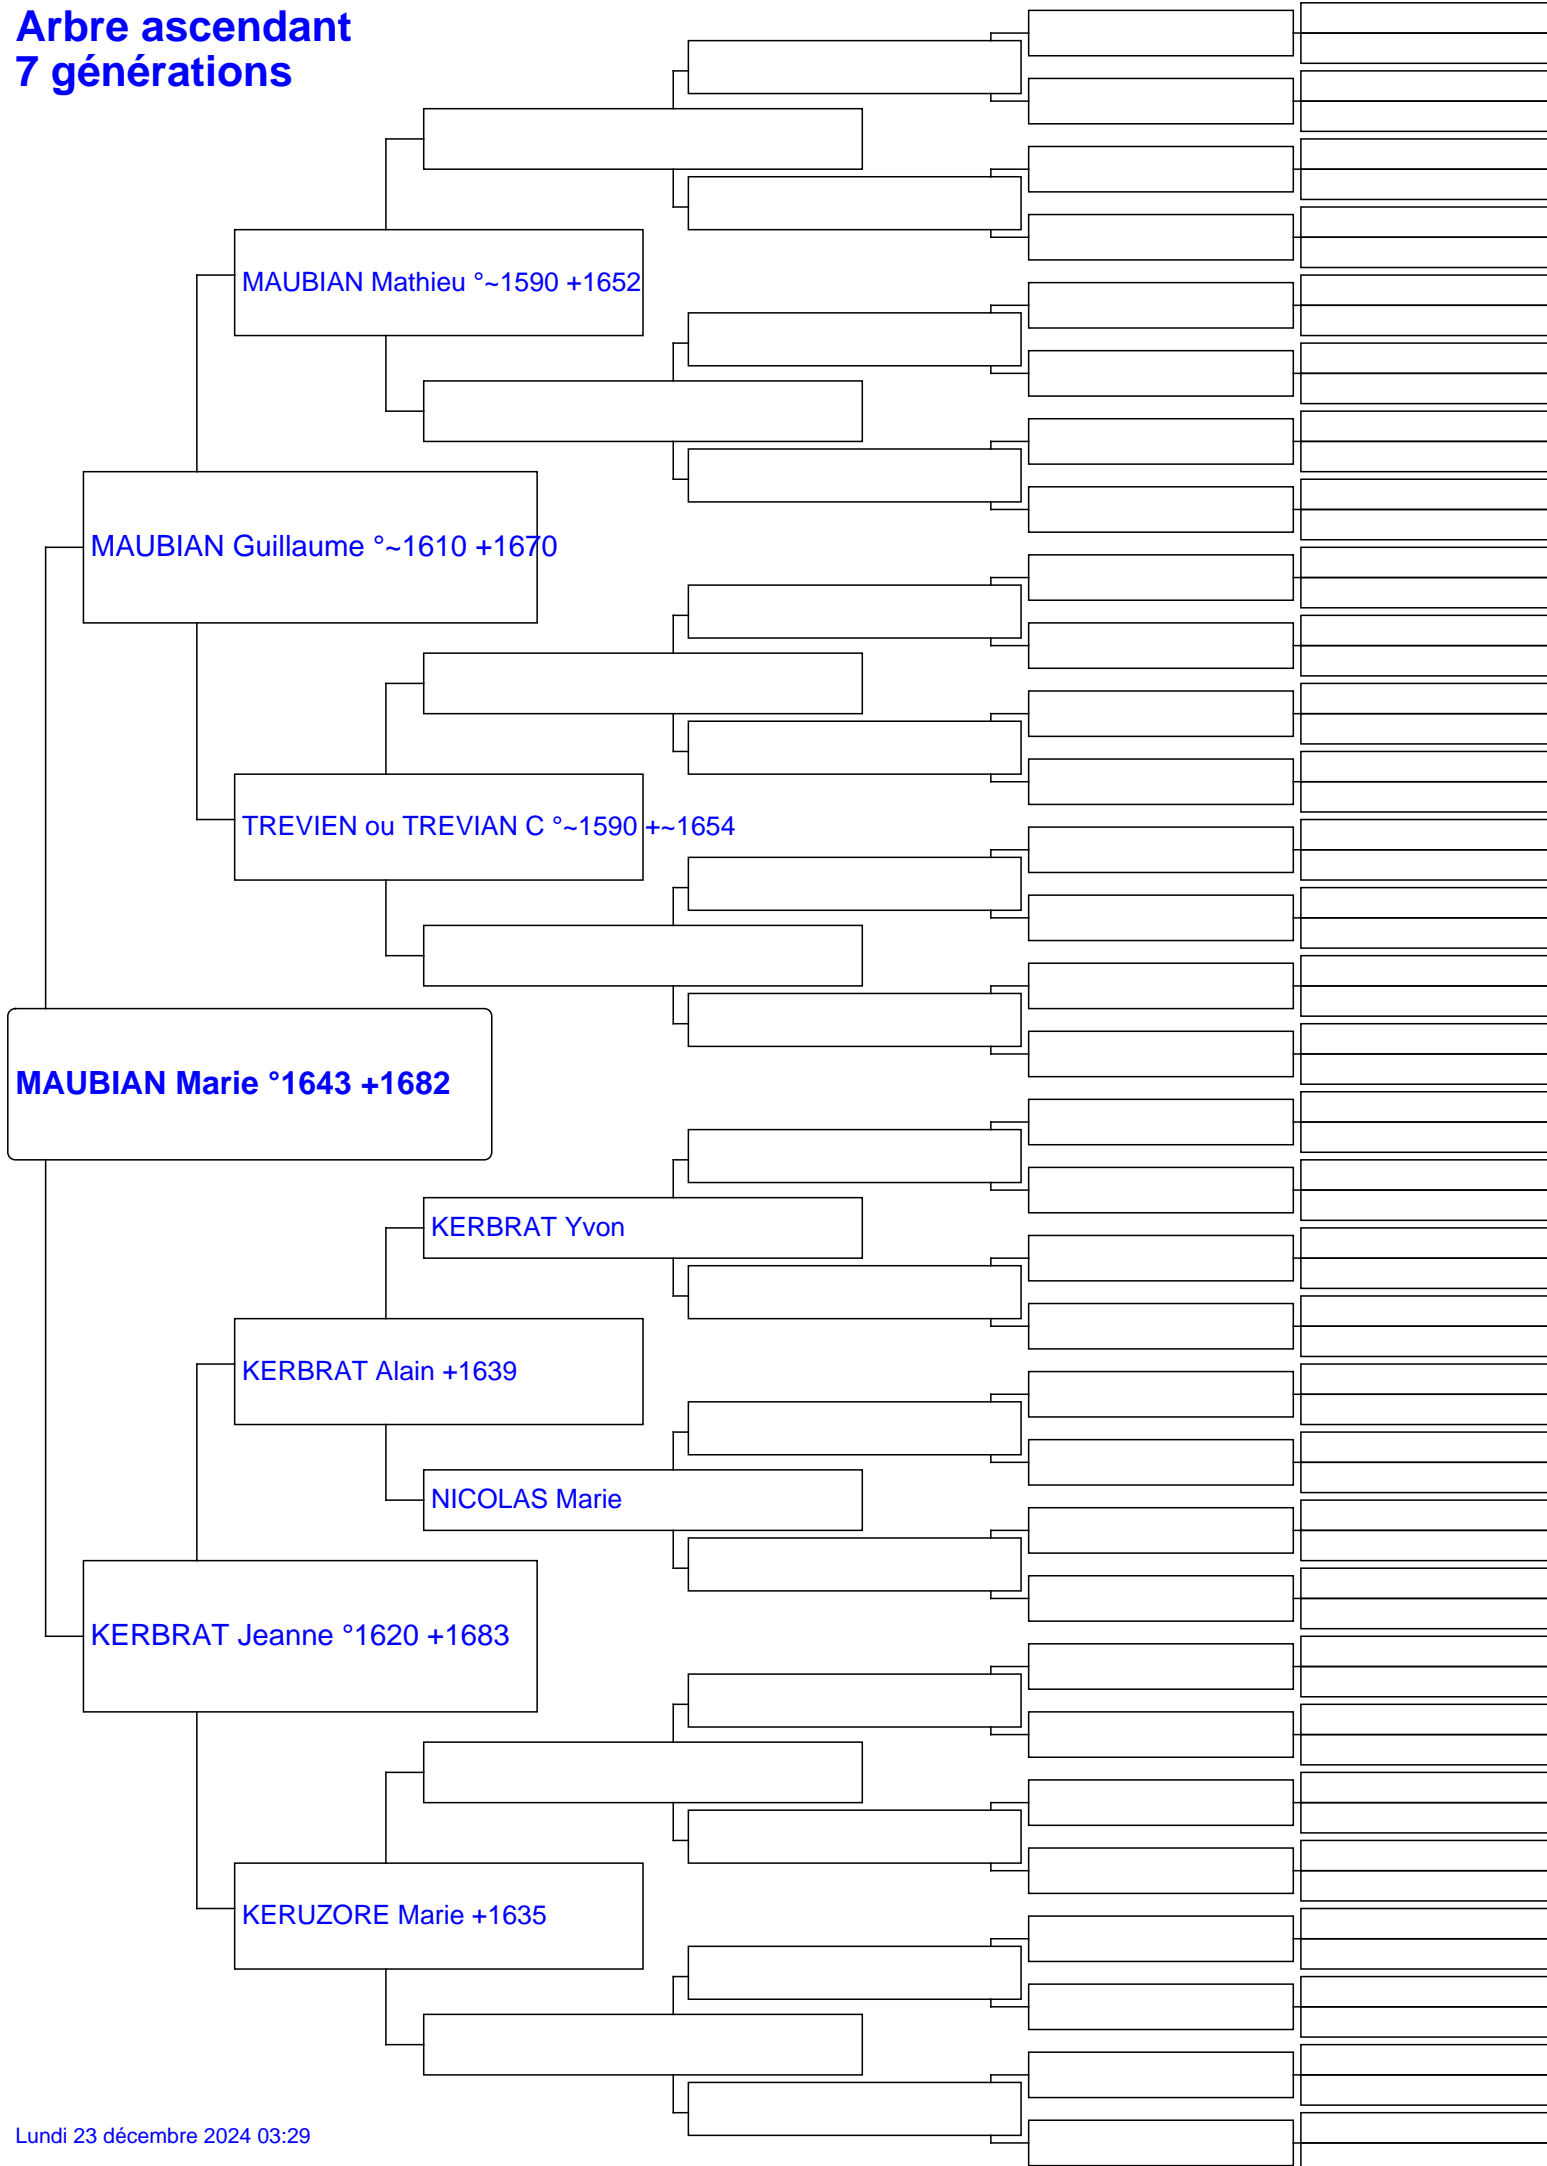 Arbre ascendant
7 générations
MAUBIAN Mathieu °~1590 +1652
MAUBIAN Guillaume °~1610 +1670
TREVIEN ou TREVIAN C °~1590 +~1654
MAUBIAN Marie °1643 +1682
KERBRAT Yvon
KERBRAT Alain +1639
NICOLAS Marie
KERBRAT Jeanne °1620 +1683
KERUZORE Marie +1635
Lundi 23 décembre 2024 03:29